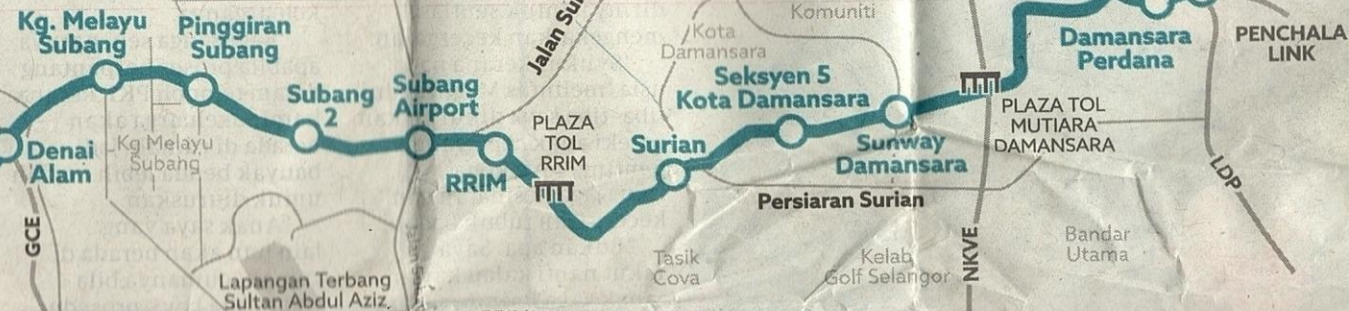 Kg. Melayu
Subang
Pinggiran
Subang
Jalan
Kota
Damansara
Komuniti
Damansara
Perdana
PENCHALA
LINK
Subang
2
Subang
Airport
Seksyen 5
Kota Damansara
PLAZA
TOL
RRIM
PLAZA TOL
MUTIARA
DAMANSARA
Denai
Alam
Kg Melayu
Subang
RRIM
Surian
Sunway
Damansara
LDP
Persiaran Surian
GCE
Lapangan Terbang
Sultan Abdul Aziz
Tasik
Cova
Kelab
Golf Selangor
NKVE
Bandar
Utama